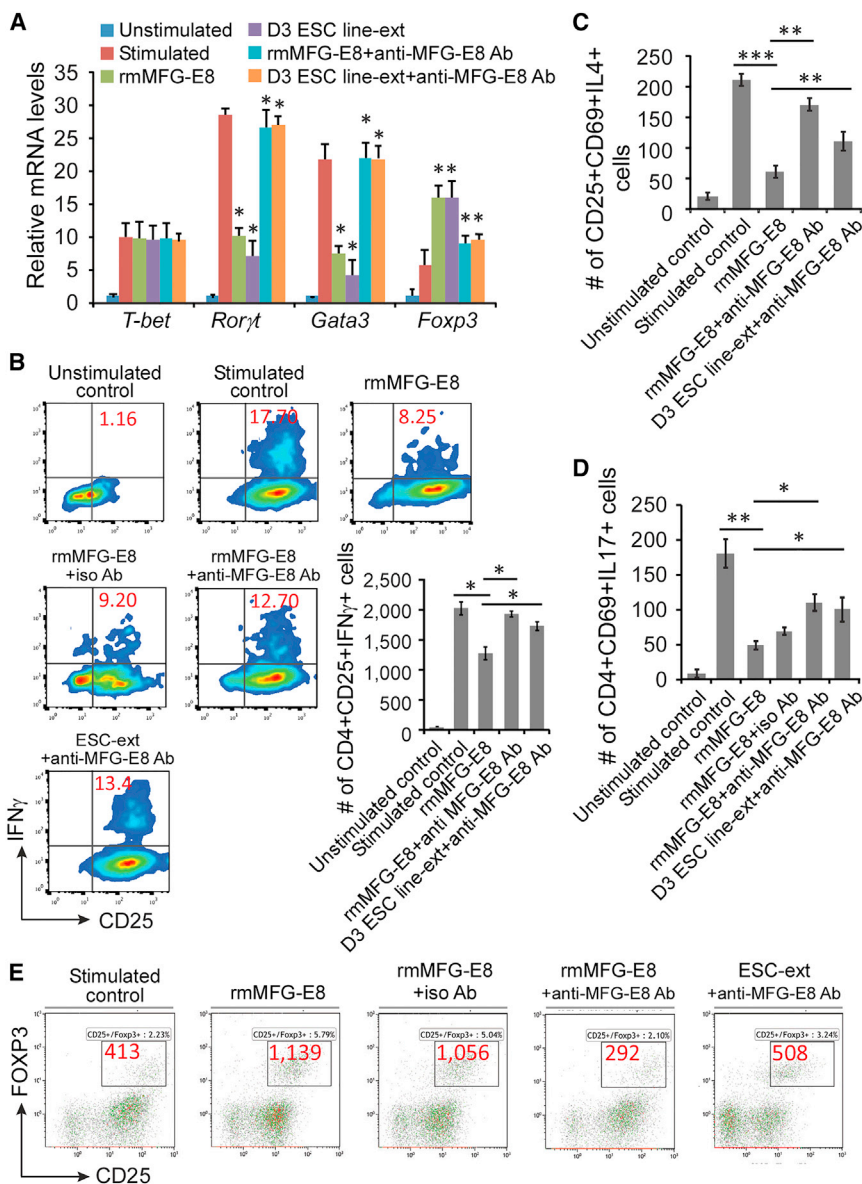 A
Unstimulated
Stimulated
rmMFG-E8
D3 ESC line-ext
rmMFG-E8+anti-MFG-E8 Ab
D3 ESC line-ext+anti-MFG-E8 Ab
Relative mRNA levels
35
30
25
20
15
10
5
0
* * * *
* * * *
** **
T-bet Rorγt Gata3 Foxp3
B
Unstimulated control
1.16
Stimulated control
17.70
rmMFG-E8
8.25
rmMFG-E8
+iso Ab
9.20
rmMFG-E8
+anti-MFG-E8 Ab
12.70
ESC-ext
+anti-MFG-E8 Ab
13.4
IFNγ
CD25
# of CD4+CD25+IFNγ+ cells
2,500
2,000
1,500
1,000
500
0
* * *
Unstimulated control
Stimulated control
rmMFG-E8
rmMFG-E8+anti MFG-E8 Ab
D3 ESC line-ext+anti-MFG-E8 Ab
C
# of CD25+CD69+IL4+
cells
250
200
150
100
50
0
***
**
**
Unstimulated control
Stimulated control
rmMFG-E8
rmMFG-E8+anti-MFG-E8 Ab
D3 ESC line-ext+anti-MFG-E8 Ab
D
# of CD4+CD69+IL17+ cells
250
200
150
100
50
0
**
*
*
Unstimulated control
Stimulated control
rmMFG-E8
rmMFG-E8+iso Ab
rmMFG-E8+anti-MFG-E8 Ab
D3 ESC line-ext+anti-MFG-E8 Ab
E
Stimulated
control
CD25+/Foxp3+ : 2.23%
413
rmMFG-E8
CD25+/Foxp3+ : 5.79%
1,139
rmMFG-E8
+iso Ab
CD25+/Foxp3+ : 5.04%
1,056
rmMFG-E8
+anti-MFG-E8 Ab
CD25+/Foxp3+ : 2.10%
292
ESC-ext
+anti-MFG-E8 Ab
CD25+/Foxp3+ : 3.24%
508
FOXP3
CD25